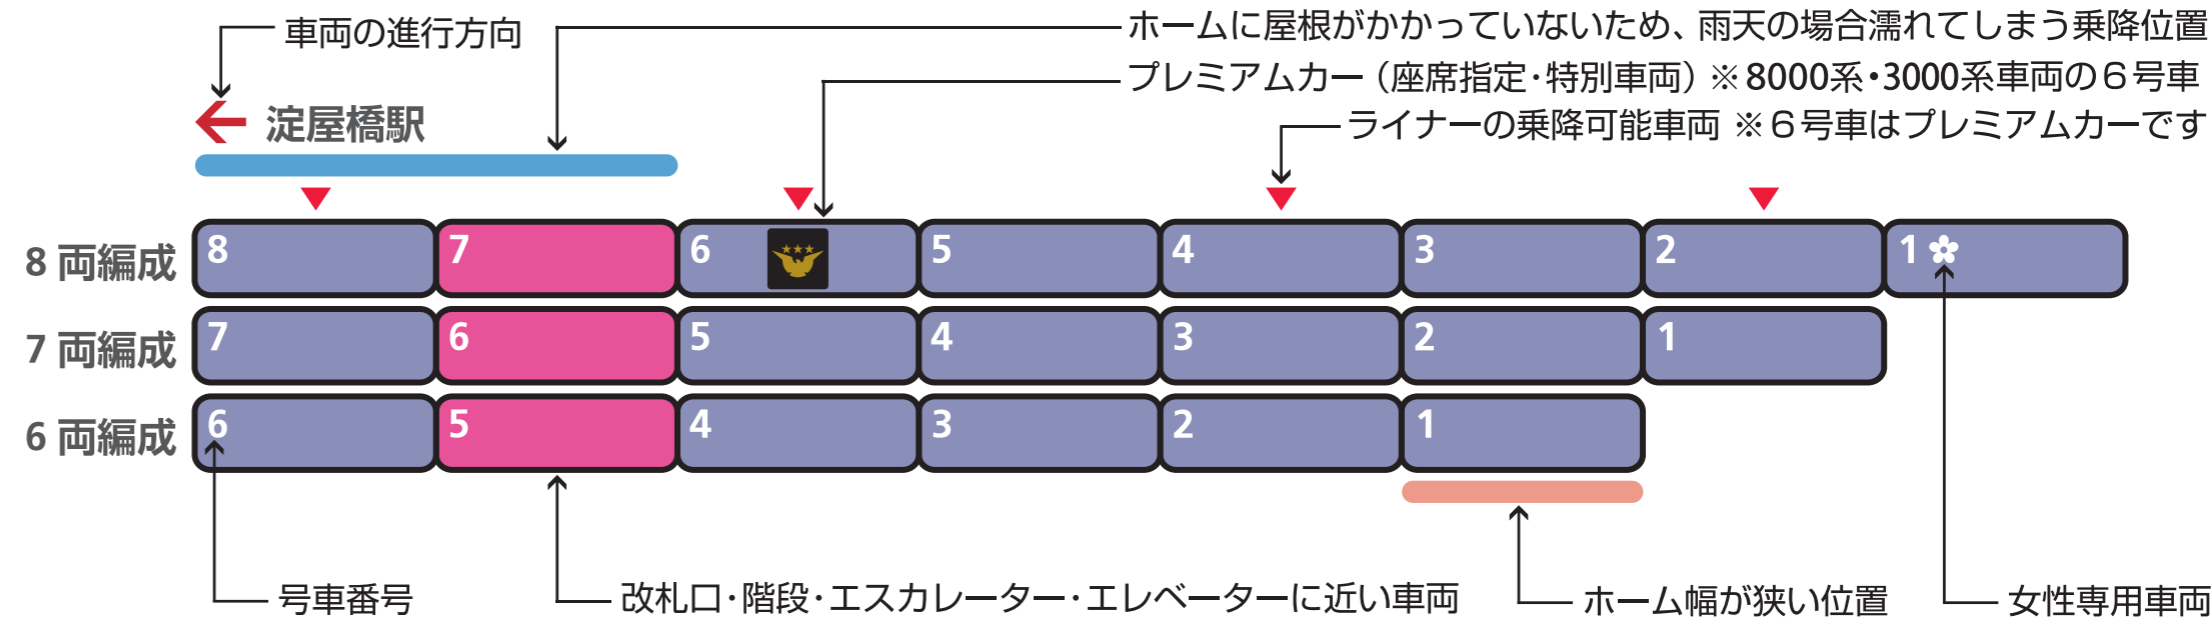 車両の進行方向
ホームに屋根がかかっていないため、雨天の場合濡れてしまう乗降位置
プレミアムカー（座席指定･特別車両）※8000系•3000系車両の６号車
ライナーの乗降可能車両 ※６号車はプレミアムカーです
淀屋橋駅
8 両編成 8 7 6 5 4 3 2 1
7 両編成 7 6 5 4 3 2 1
6 両編成 6 5 4 3 2 1
号車番号
改札口･階段･エスカレーター･エレベーターに近い車両
ホーム幅が狭い位置
女性専用車両